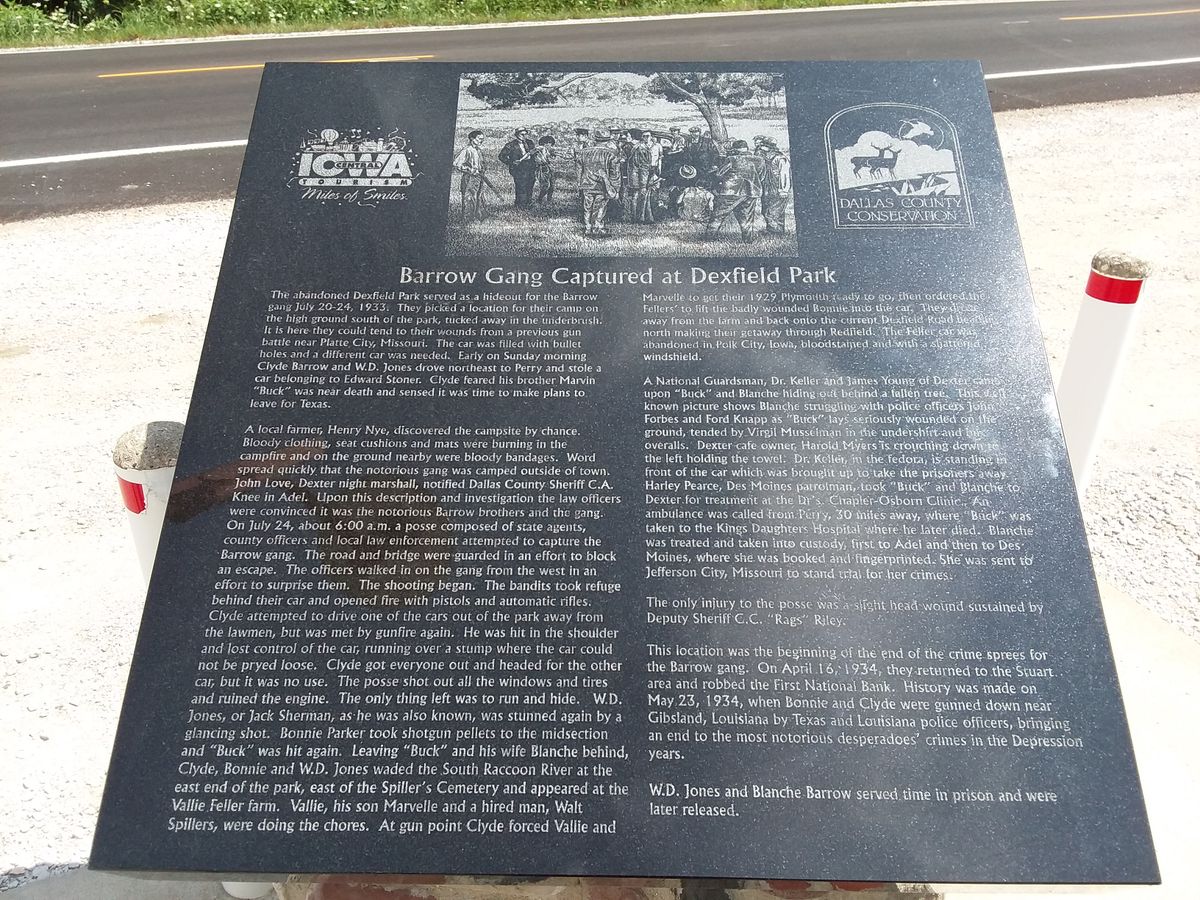 IOWA
CENTRAL
TOURISM
Miles of Smiles
DALLAS COUNTY
CONSERVATION
Barrow Gang Captured at Dexfield Park
The abandoned Dexfield Park served as a hideout for the Barrow
gang July 20-24, 1933. They picked a location for their camp on
the high ground south of the park, tucked away in the underbrush.
It is here they could tend to their wounds from a previous gun
battle near Platte City, Missouri. The car was filled with bullet
holes and a different car was needed. Early on Sunday morning
Clyde Barrow and W.D. Jones drove northeast to Perry and stole a
car belonging to Edward Stoner. Clyde feared his brother Marvin
"Buck" was near death and sensed it was time to make plans to
leave for Texas.
A local farmer, Henry Nye, discovered the campsite by chance.
Bloody clothing, seat cushions and mats were burning in the
campfire and on the ground nearby were bloody bandages. Word
spread quickly that the notorious gang was camped outside of town.
John Love, Dexter night marshall, notified Dallas County Sheriff C.A.
Knee in Adel. Upon this description and investigation the law officers
were convinced it was the notorious Barrow brothers and the gang.
On July 24, about 6:00 a.m. a posse composed of state agents,
county officers and local law enforcement attempted to capture the
Barrow gang. The road and bridge were guarded in an effort to block
an escape. The officers walked in on the gang from the west in an
effort to surprise them. The shooting began. The bandits took refuge
behind their car and opened fire with pistols and automatic rifles.
Clyde attempted to drive one of the cars out of the park away from
the lawmen, but was met by gunfire again. He was hit in the shoulder
and lost control of the car, running over a stump where the car could
not be pryed loose. Clyde got everyone out and headed for the other
car, but it was no use. The posse shot out all the windows and tires
and ruined the engine. The only thing left was to run and hide. W.D.
Jones, or Jack Sherman, as he was also known, was stunned again by a
glancing shot. Bonnie Parker took shotgun pellets to the midsection
and "Buck" was hit again. Leaving "Buck" and his wife Blanche behind,
Clyde, Bonnie and W.D. Jones waded the South Raccoon River at the
east end of the park, east of the Spiller's Cemetery and appeared at the
Vallie Feller farm. Vallie, his son Marvelle and a hired man, Walt
Spillers, were doing the chores. At gun point Clyde forced Vallie and
Marvelle to get their 1929 Plymouth ready to go, then ordered the
Fellers' to lift the badly wounded Bonnie into the car. They drove
away from the farm and back onto the current Dexfield Road
north making their getaway through Redfield. The Feller car was
abandoned in Polk City, Iowa, bloodstained and with a shattered
windshield.
A National Guardsman, Dr. Keller and James Young of Dexter came
upon "Buck" and Blanche hiding out behind a fallen tree. This well
known picture shows Blanche struggling with police officers John
Forbes and Ford Knapp as "Buck" lays seriously wounded on the
ground, tended by Virgil Musselman in the undershirt and bib
overalls. Dexter cafe owner, Harold Myers is crouching down to
the left holding the towel. Dr. Keller, in the fedora, is standing in
front of the car which was brought up to take the prisoners away.
Harley Pearce, Des Moines patrolman, took "Buck" and Blanche to
Dexter for treatment at the Dr's. Chapler-Osborn Clinic. An
ambulance was called from Perry, 30 miles away, where "Buck" was
taken to the Kings Daughters Hospital where he later died. Blanche
was treated and taken into custody, first to Adel and then to Des
Moines, where she was booked and fingerprinted. She was sent to
Jefferson City, Missouri to stand trial for her crimes.
The only injury to the posse was a slight head wound sustained by
Deputy Sheriff C.C. "Rags" Riley.
This location was the beginning of the end of the crime sprees for
the Barrow gang. On April 16, 1934, they returned to the Stuart
area and robbed the First National Bank. History was made on
May 23, 1934, when Bonnie and Clyde were gunned down near
Gibsland, Louisiana by Texas and Louisiana police officers, bringing
an end to the most notorious desperadoes' crimes in the Depression
years.
W.D. Jones and Blanche Barrow served time in prison and were
later released.